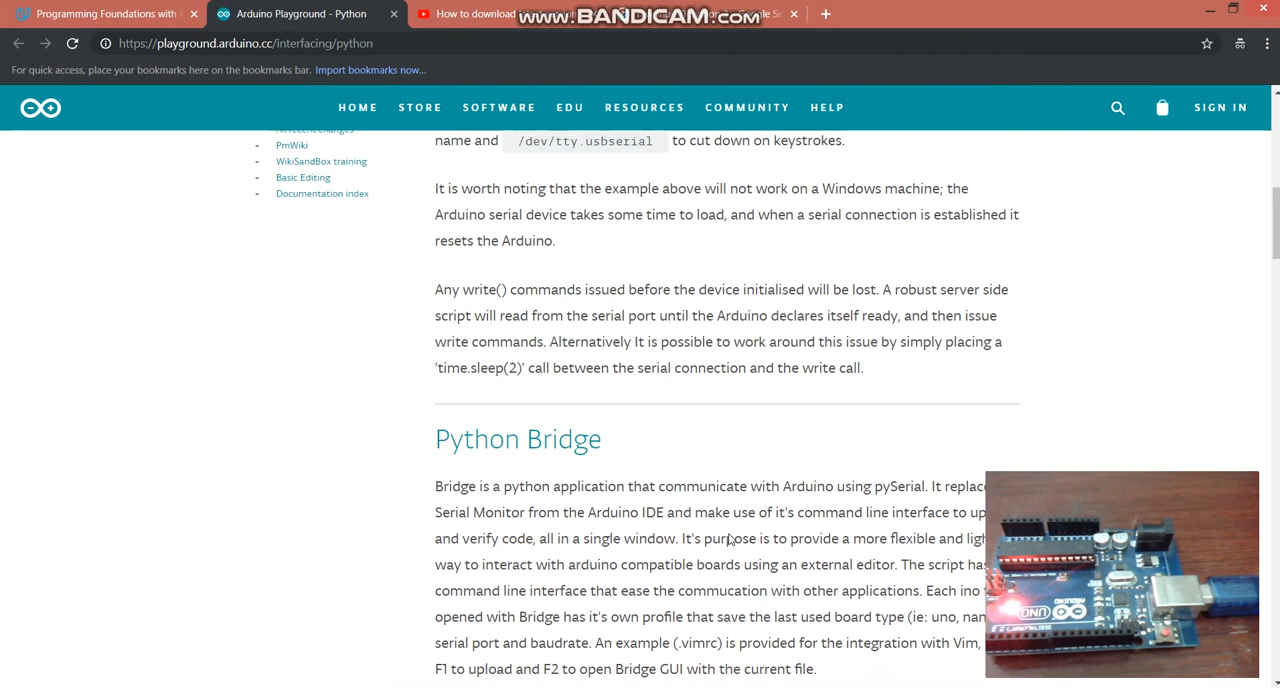 Programming Foundations with
Arduino Playground - Python
How to download
www.BANDICAM.com
https://playground.arduino.cc/interfacing/python
For quick access, place your bookmarks here on the bookmarks bar. Import bookmarks now...
HOME STORE SOFTWARE EDU RESOURCES COMMUNITY HELP SIGN IN
All recent changes
- PmWiki
- WikiSandBox training
- Basic Editing
- Documentation index
name and /dev/tty.usbserial to cut down on keystrokes.
It is worth noting that the example above will not work on a Windows machine; the
Arduino serial device takes some time to load, and when a serial connection is established it
resets the Arduino.
Any write() commands issued before the device initialised will be lost. A robust server side
script will read from the serial port until the Arduino declares itself ready, and then issue
write commands. Alternatively It is possible to work around this issue by simply placing a
'time.sleep(2)' call between the serial connection and the write call.
Python Bridge
Bridge is a python application that communicate with Arduino using pySerial. It replac
Serial Monitor from the Arduino IDE and make use of it's command line interface to up
and verify code, all in a single window. It's purpose is to provide a more flexible and lig
way to interact with arduino compatible boards using an external editor. The script has
command line interface that ease the commucation with other applications. Each ino
opened with Bridge has it's own profile that save the last used board type (ie: uno, nan
serial port and baudrate. An example (.vimrc) is provided for the integration with Vim,
F1 to upload and F2 to open Bridge GUI with the current file.
UNO